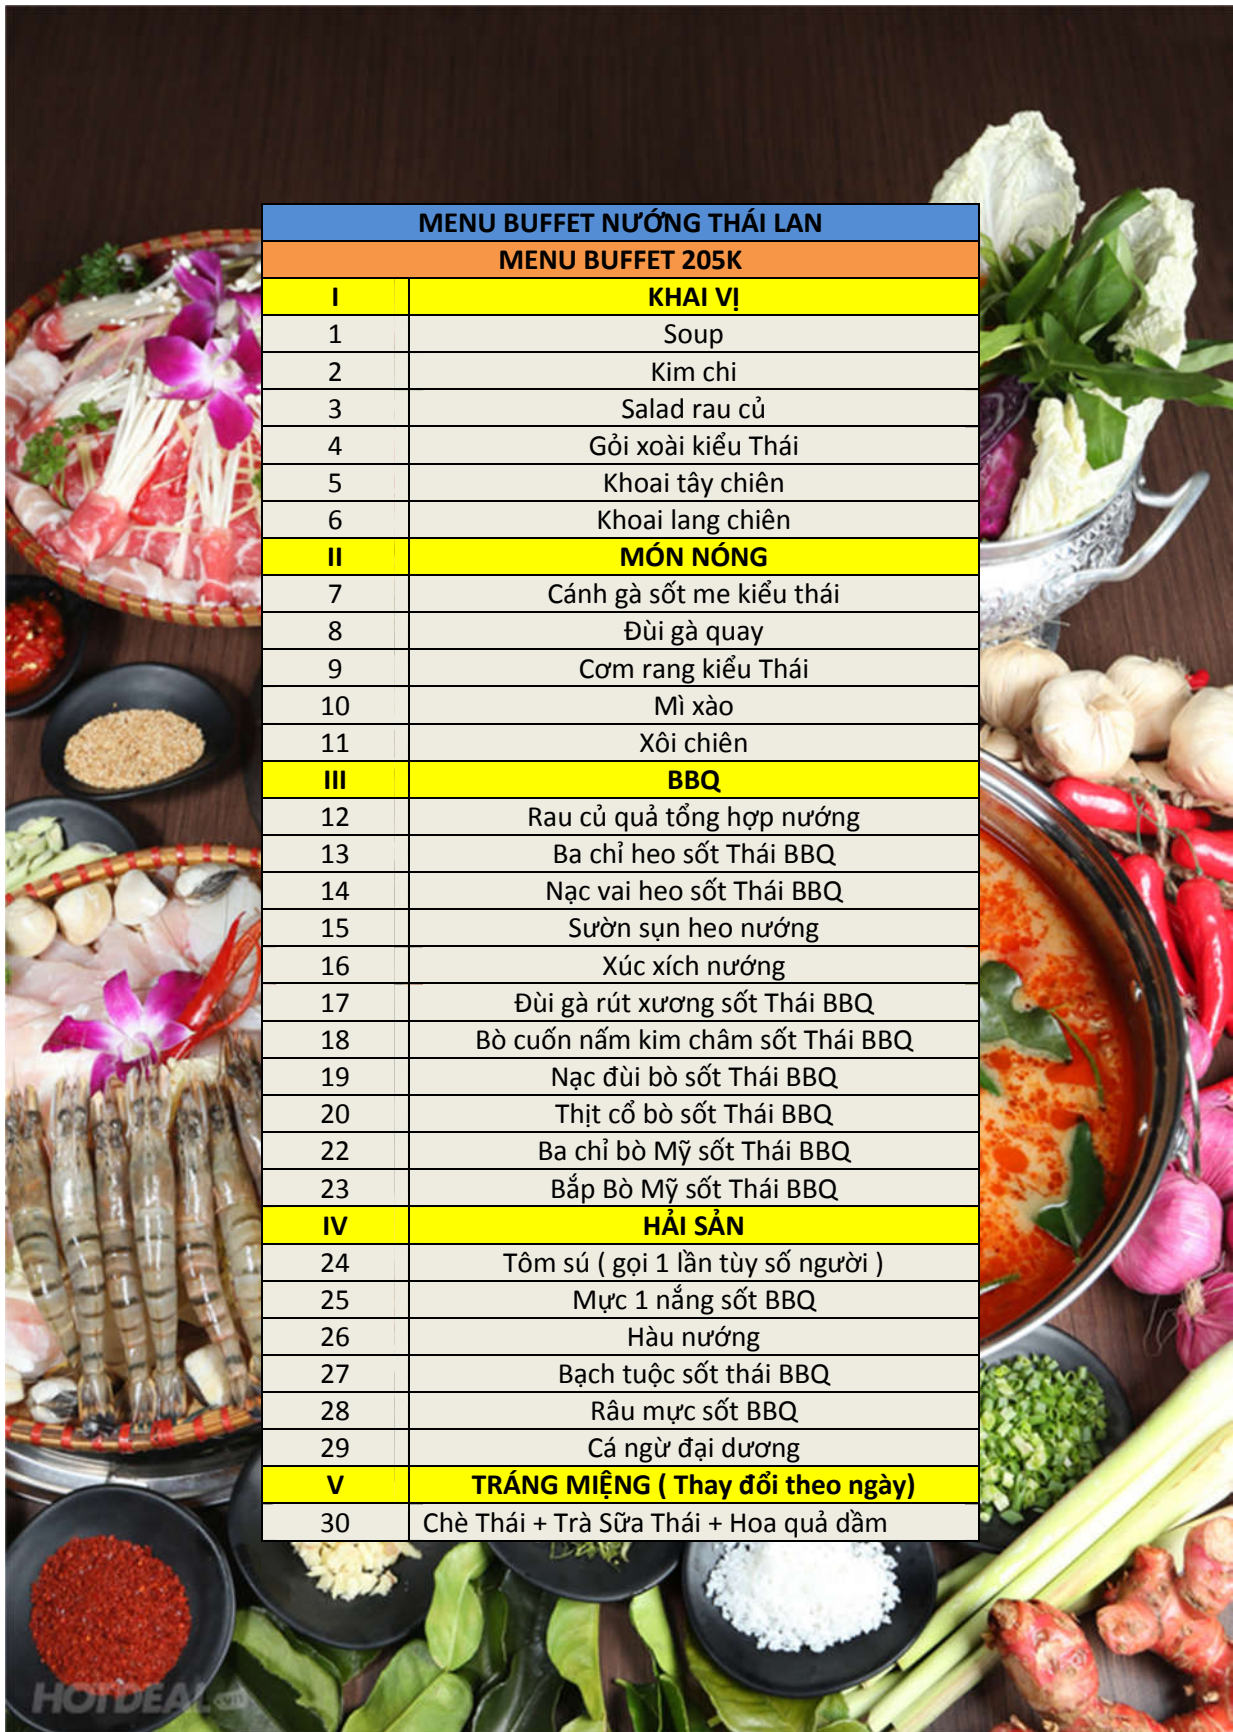 MENU BUFFET NƯỚNG THÁI LAN
MENU BUFFET 205K
I KHAI VỊ
1 Soup
2 Kim chi
3 Salad rau củ
4 Gỏi xoài kiểu Thái
5 Khoai tây chiên
6 Khoai lang chiên
II MÓN NÓNG
7 Cánh gà sốt me kiểu thái
8 Đùi gà quay
9 Cơm rang kiểu Thái
10 Mì xào
11 Xôi chiên
III BBQ
12 Rau củ quả tổng hợp nướng
13 Ba chỉ heo sốt Thái BBQ
14 Nạc vai heo sốt Thái BBQ
15 Sườn sụn heo nướng
16 Xúc xích nướng
17 Đùi gà rút xương sốt Thái BBQ
18 Bò cuốn nấm kim châm sốt Thái BBQ
19 Nạc đùi bò sốt Thái BBQ
20 Thịt cổ bò sốt Thái BBQ
22 Ba chỉ bò Mỹ sốt Thái BBQ
23 Bắp Bò Mỹ sốt Thái BBQ
IV HẢI SẢN
24 Tôm sú ( gọi 1 lần tùy số người )
25 Mực 1 nắng sốt BBQ
26 Hàu nướng
27 Bạch tuộc sốt thái BBQ
28 Râu mực sốt BBQ
29 Cá ngừ đại dương
V TRÁNG MIỆNG ( Thay đổi theo ngày)
30 Chè Thái + Trà Sữa Thái + Hoa quả dầm
HOTDEAL.vn